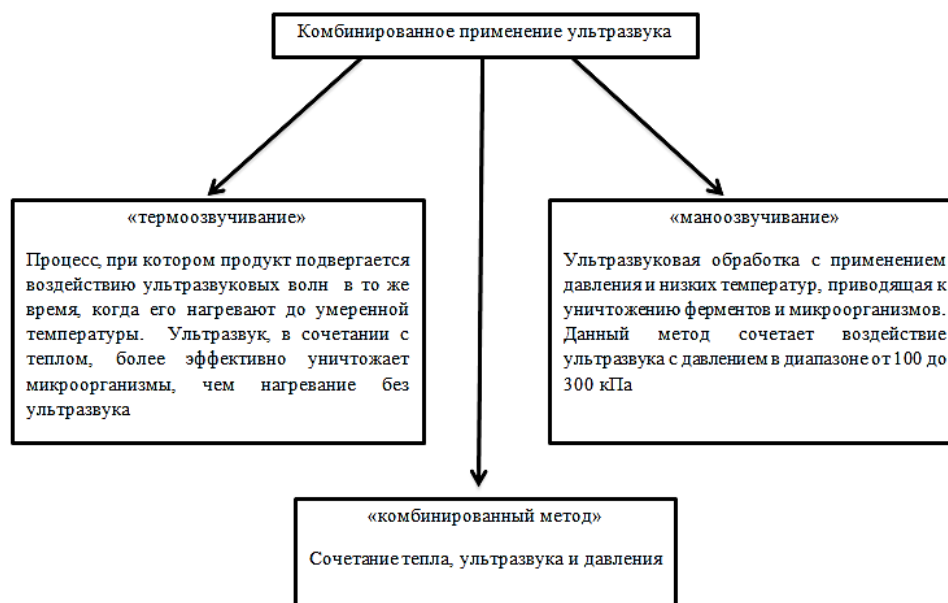 Комбинированное применение ультразвука
«термоозвучивание»
Процесс, при котором продукт подвергается
воздействию ультразвуковых волн в то же
время, когда его нагревают до умеренной
температуры. Ультразвук, в сочетании с
теплом, более эффективно уничтожает
микроорганизмы, чем нагревание без
ультразвука
«маноозвучивание»
Ультразвуковая обработка с применением
давления и низких температур, приводящая к
уничтожению ферментов и микроорганизмов.
Данный метод сочетает воздействие
ультразвука с давлением в диапазоне от 100 до
300 кПа
«комбинированный метод»
Сочетание тепла, ультразвука и давления